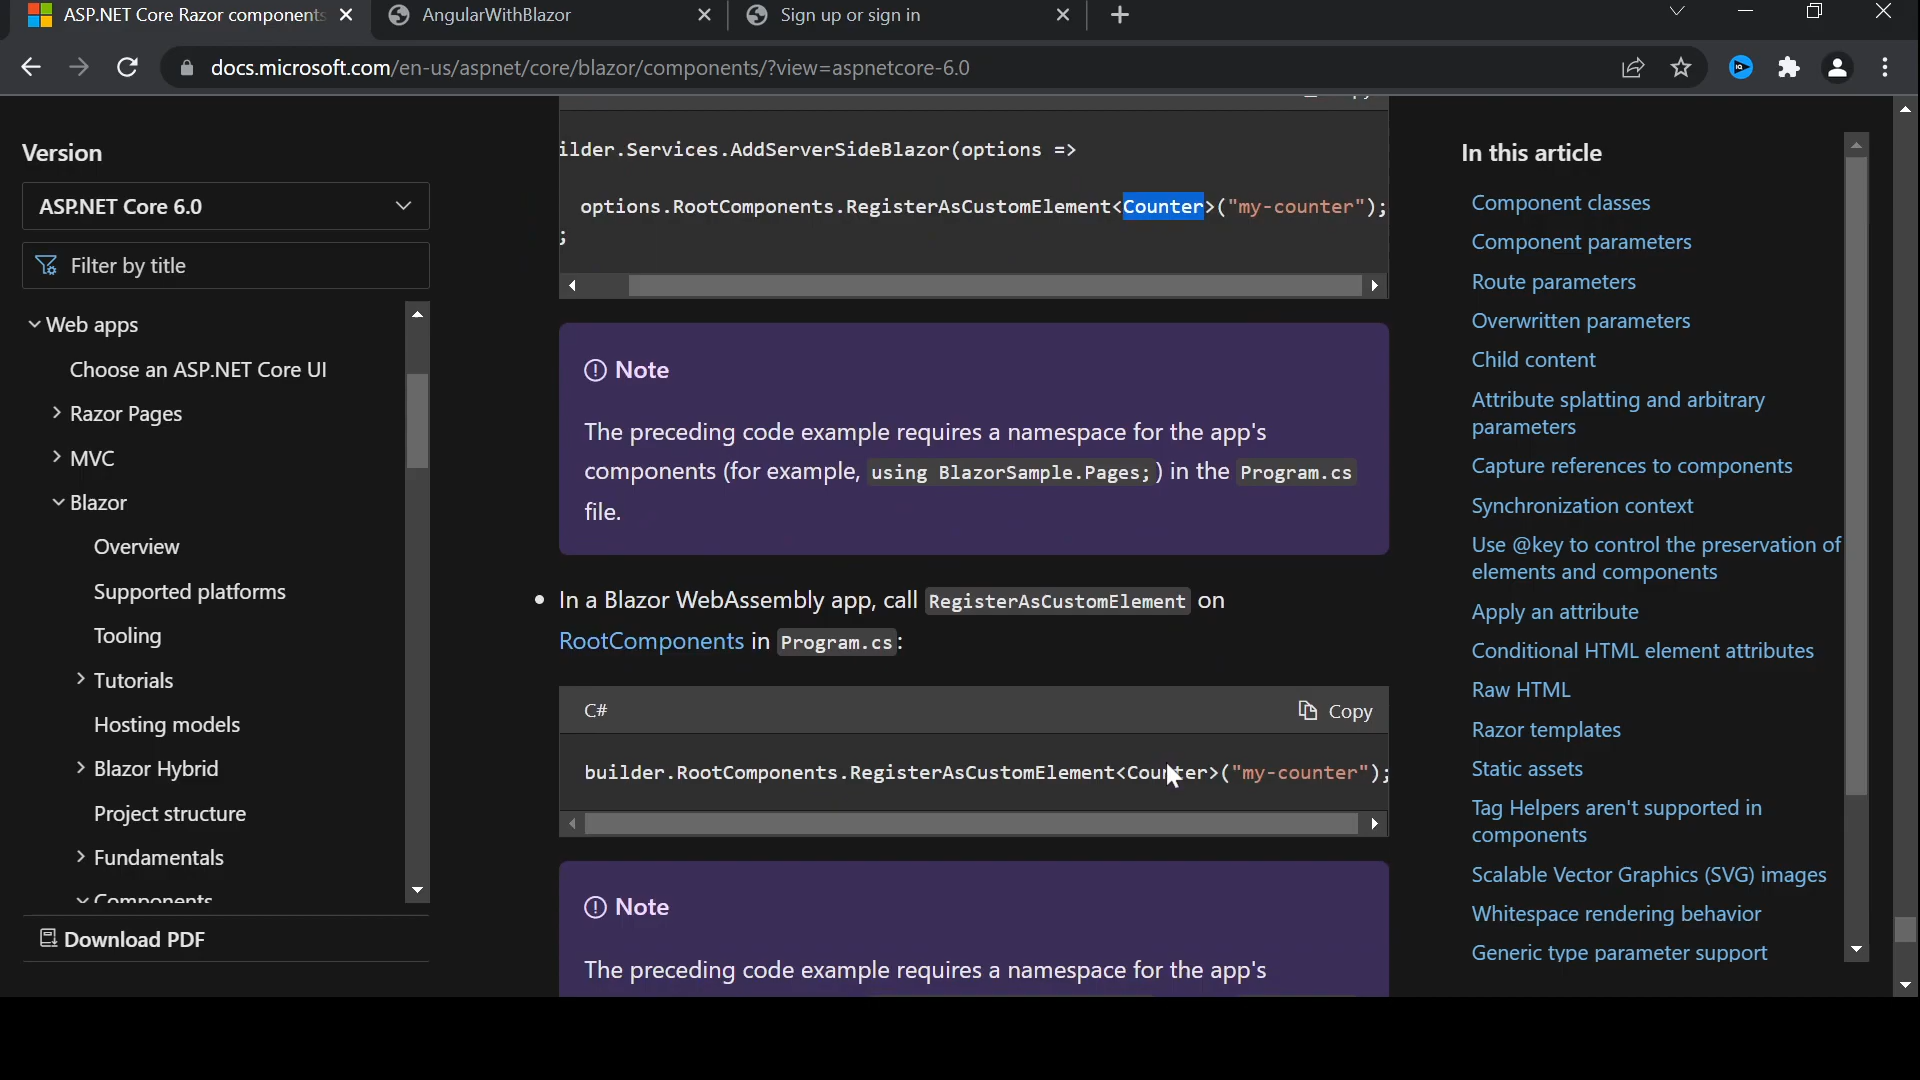 ASP.NET Core Razor components
AngularWithBlazor
Sign up or sign in
docs.microsoft.com/en-us/aspnet/core/blazor/components/?view=aspnetcore-6.0
Version
ASP.NET Core 6.0
Filter by title
Web apps
Choose an ASP.NET Core UI
Razor Pages
MVC
Blazor
Overview
Supported platforms
Tooling
Tutorials
Hosting models
Blazor Hybrid
Project structure
Fundamentals
Components
Download PDF
ilder.Services.AddServerSideBlazor(options =>
options.RootComponents.RegisterAsCustomElement<Counter>("my-counter");
;
Note
The preceding code example requires a namespace for the app's
components (for example, using BlazorSample.Pages;) in the Program.cs
file.
• In a Blazor WebAssembly app, call RegisterAsCustomElement on
RootComponents in Program.cs:
C#
Copy
builder.RootComponents.RegisterAsCustomElement<Counter>("my-counter");
Note
The preceding code example requires a namespace for the app's
In this article
Component classes
Component parameters
Route parameters
Overwritten parameters
Child content
Attribute splatting and arbitrary
parameters
Capture references to components
Synchronization context
Use @key to control the preservation of
elements and components
Apply an attribute
Conditional HTML element attributes
Raw HTML
Razor templates
Static assets
Tag Helpers aren't supported in
components
Scalable Vector Graphics (SVG) images
Whitespace rendering behavior
Generic type parameter support